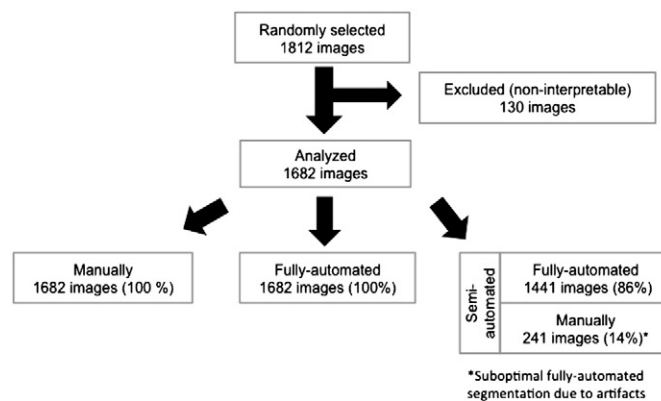 Randomly selected
1812 images
Excluded (non-interpretable)
130 images
Analyzed
1682 images
Manually
1682 images (100 %)
Fully-automated
1682 images (100%)
Semi-
automated
Fully-automated
1441 images (86%)
Manually
241 images (14%)*
*Suboptimal fully-automated
segmentation due to artifacts